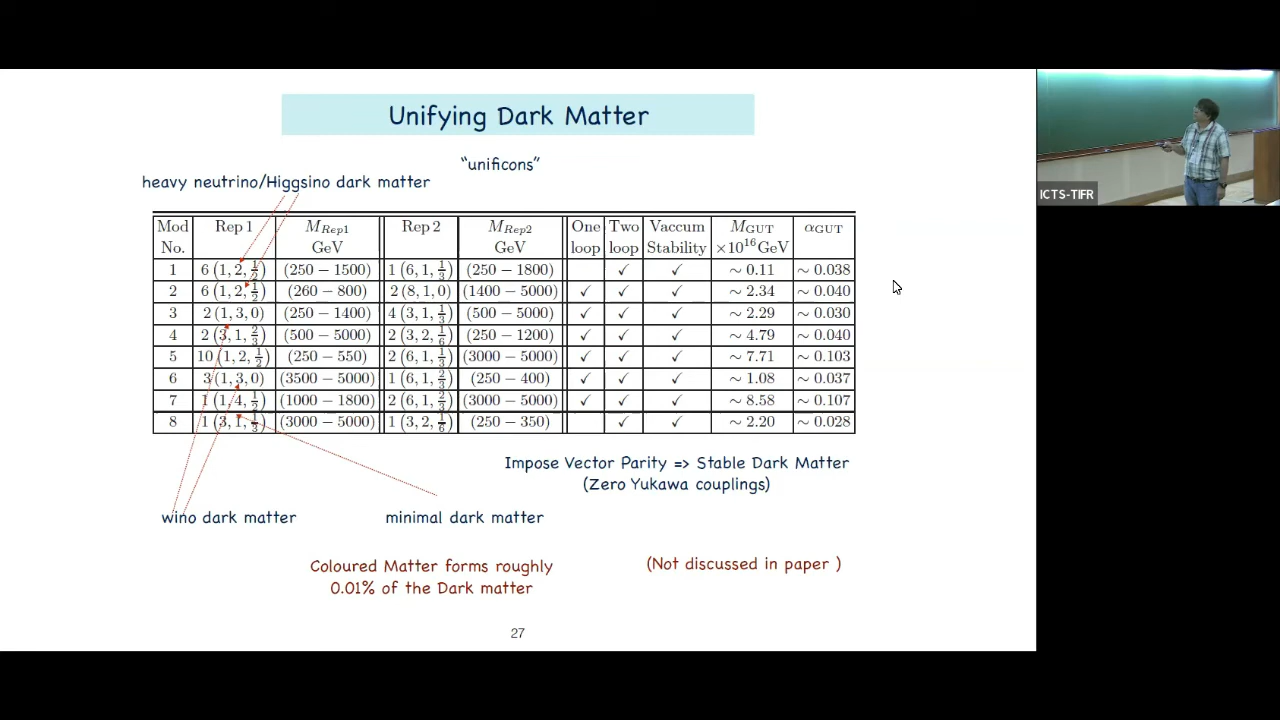 Unifying Dark Matter
"unificons"
heavy neutrino/Higgsino dark matter
Mod No. | Rep 1 | M_{Rep1} GeV | Rep 2 | M_{Rep2} GeV | One loop | Two loop | Vaccum Stability | M_{GUT} ×10^{16}GeV | α_{GUT}
1 | 6 (1, 2, 1/2) | (250 − 1500) | 1 (6, 1, 1/3) | (250 − 1800) | | ✓ | ✓ | ∼ 0.11 | ∼ 0.038
2 | 6 (1, 2, 1/2) | (260 − 800) | 2 (8, 1, 0) | (1400 − 5000) | ✓ | ✓ | ✓ | ∼ 2.34 | ∼ 0.040
3 | 2 (1, 3, 0) | (250 − 1400) | 4 (3, 1, 1/3) | (500 − 5000) | ✓ | ✓ | ✓ | ∼ 2.29 | ∼ 0.030
4 | 2 (3, 1, 2/3) | (500 − 5000) | 2 (3, 2, 1/6) | (250 − 1200) | ✓ | ✓ | ✓ | ∼ 4.79 | ∼ 0.040
5 | 10 (1, 2, 1/2) | (250 − 550) | 2 (6, 1, 1/3) | (3000 − 5000) | ✓ | ✓ | ✓ | ∼ 7.71 | ∼ 0.103
6 | 3 (1, 3, 0) | (3500 − 5000) | 1 (6, 1, 2/3) | (250 − 400) | ✓ | ✓ | ✓ | ∼ 1.08 | ∼ 0.037
7 | 1 (1, 4, 1/2) | (1000 − 1800) | 2 (6, 1, 2/3) | (3000 − 5000) | ✓ | ✓ | ✓ | ∼ 8.58 | ∼ 0.107
8 | 1 (3, 1, 1/3) | (3000 − 5000) | 1 (3, 2, 1/6) | (250 − 350) | | ✓ | ✓ | ∼ 2.20 | ∼ 0.028
Impose Vector Parity => Stable Dark Matter
(Zero Yukawa couplings)
wino dark matter
minimal dark matter
Coloured Matter forms roughly
0.01% of the Dark matter
(Not discussed in paper )
27
ICTS-TIFR